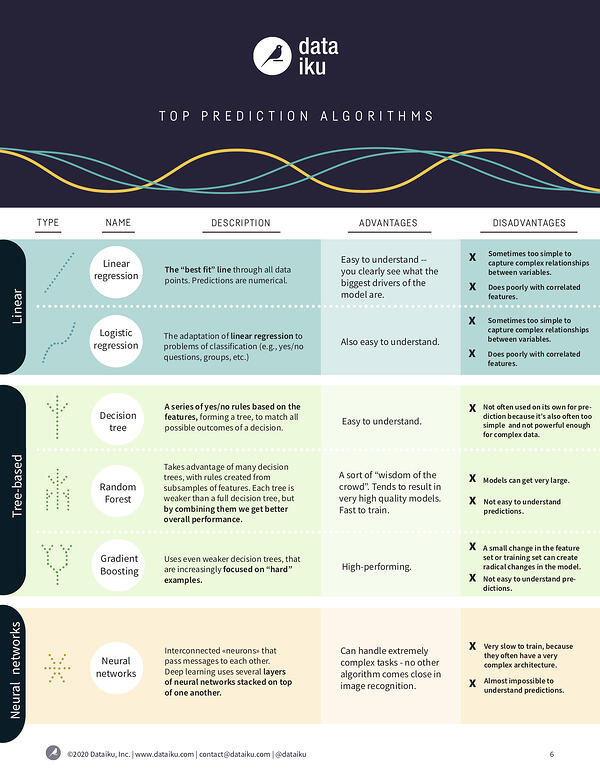 data
iku
TOP PREDICTION ALGORITHMS
TYPE
NAME
DESCRIPTION
ADVANTAGES
DISADVANTAGES
Linear
Linear
regression
The “best fit” line through all data
points. Predictions are numerical.
Easy to understand --
you clearly see what the
biggest drivers of the
model are.
X Sometimes too simple to
capture complex relationships
between variables.
X Does poorly with correlated
features.
Logistic
regression
The adaptation of linear regression to
problems of classification (e.g., yes/no
questions, groups, etc.)
Also easy to understand.
X Sometimes too simple to
capture complex relationships
between variables.
X Does poorly with correlated
features.
Tree-based
Decision
tree
A series of yes/no rules based on the
features, forming a tree, to match all
possible outcomes of a decision.
Easy to understand.
X Not often used on its own for pre-
diction because it's also often too
simple and not powerful enough
for complex data.
Random
Forest
Takes advantage of many decision
trees, with rules created from
subsamples of features. Each tree is
weaker than a full decision tree, but
by combining them we get better
overall performance.
A sort of “wisdom of the
crowd”. Tends to result in
very high quality models.
Fast to train.
X Models can get very large.
X Not easy to understand
predictions.
Gradient
Boosting
Uses even weaker decision trees, that
are increasingly focused on “hard”
examples.
High-performing.
X A small change in the feature
set or training set can create
radical changes in the model.
X Not easy to understand pre-
dictions.
Neural networks
Neural
networks
Interconnected «neurons» that
pass messages to each other.
Deep learning uses several layers
of neural networks stacked on top
of one another.
Can handle extremely
complex tasks - no other
algorithm comes close in
image recognition.
X Very slow to train, because
they often have a very
complex architecture.
X Almost impossible to
understand predictions.
©2020 Dataiku, Inc. | www.dataiku.com | contact@dataiku.com | @dataiku
6